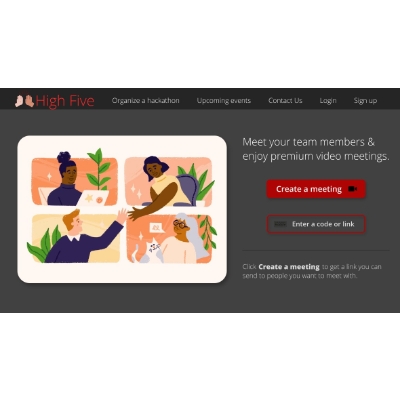 High Five
Organize a hackathon
Upcoming events
Contact Us
Login
Sign up
Meet your team members &
enjoy premium video meetings.
Create a meeting
Enter a code or link
Click Create a meeting to get a link you can
send to people you want to meet with.